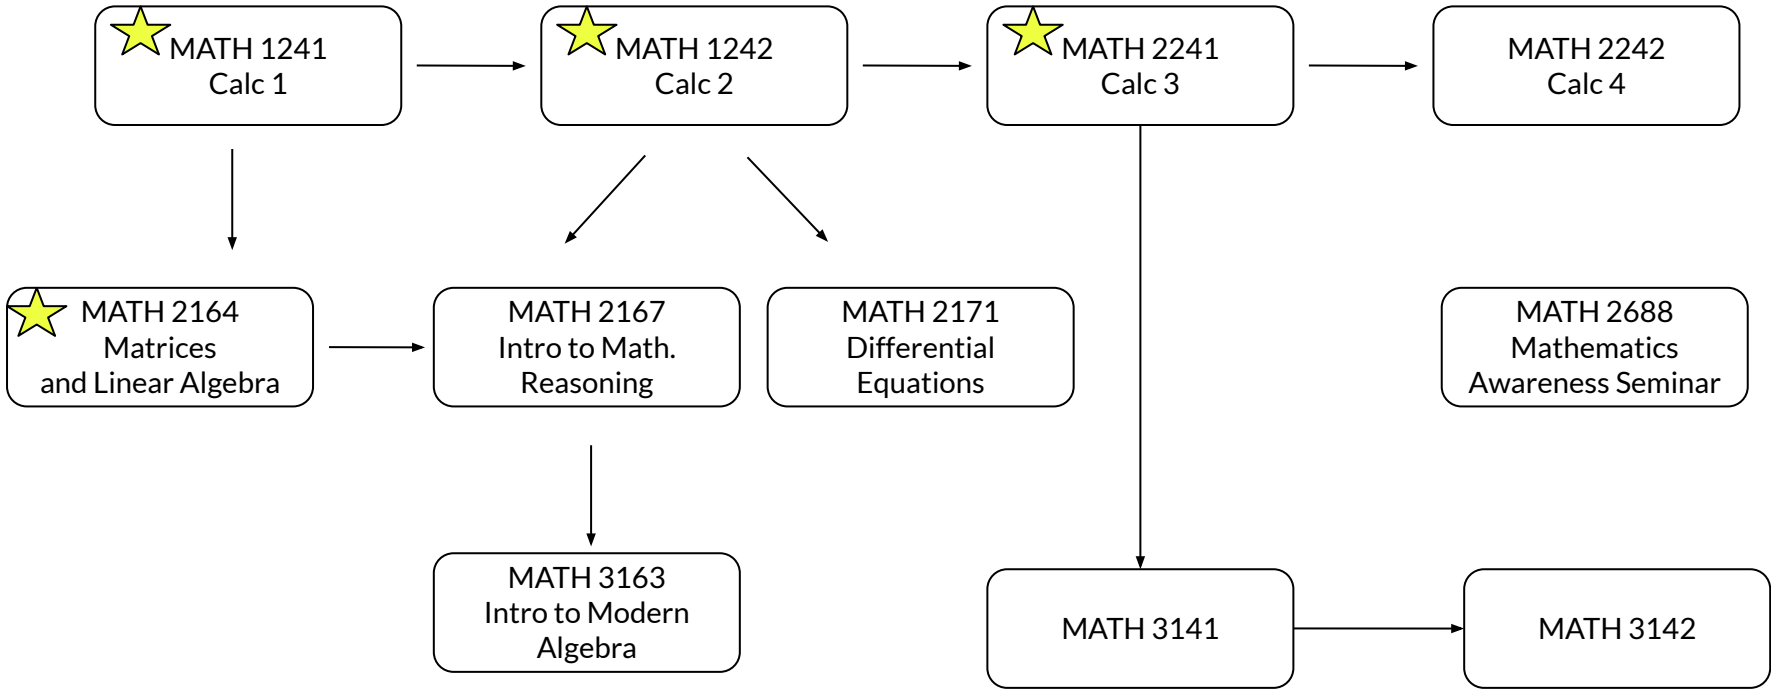 MATH 1241
Calc 1
MATH 1242
Calc 2
MATH 2241
Calc 3
MATH 2242
Calc 4
MATH 2164
Matrices
and Linear Algebra
MATH 2167
Intro to Math.
Reasoning
MATH 2171
Differential
Equations
MATH 2688
Mathematics
Awareness Seminar
MATH 3163
Intro to Modern
Algebra
MATH 3141
MATH 3142